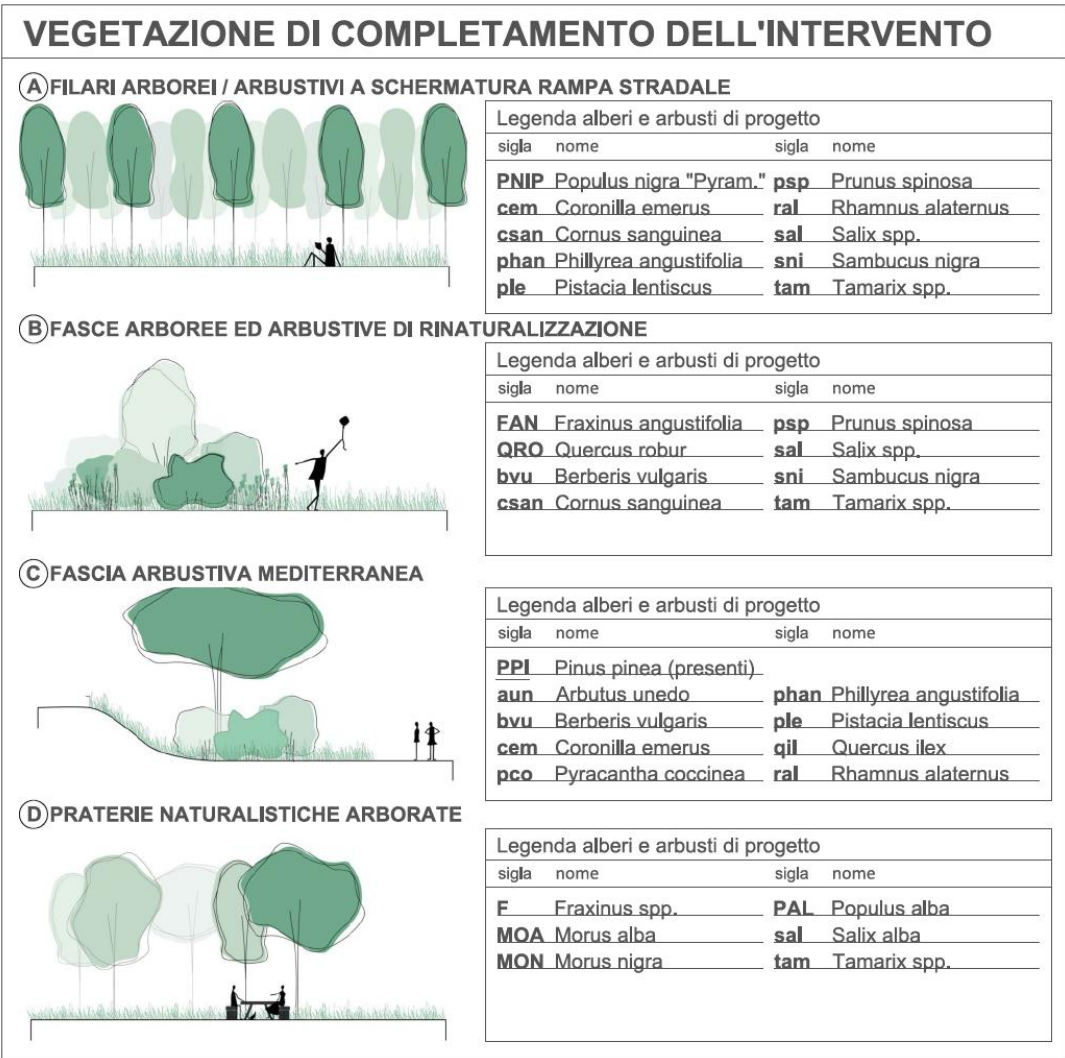 VEGETAZIONE DI COMPLETAMENTO DELL'INTERVENTO
A FILARI ARBOREI / ARBUSTIVI A SCHERMATURA RAMPA STRADALE
Legenda alberi e arbusti di progetto
sigla nome sigla nome
PNIP Populus nigra "Pyram." psp Prunus spinosa
cem Coronilla emerus ral Rhamnus alaternus
csan Cornus sanguinea sal Salix spp.
phan Phillyrea angustifolia sni Sambucus nigra
ple Pistacia lentiscus tam Tamarix spp.
B FASCE ARBOREE ED ARBUSTIVE DI RINATURALIZZAZIONE
Legenda alberi e arbusti di progetto
sigla nome sigla nome
FAN Fraxinus angustifolia psp Prunus spinosa
QRO Quercus robur sal Salix spp.
bvu Berberis vulgaris sni Sambucus nigra
csan Cornus sanguinea tam Tamarix spp.
C FASCIA ARBUSTIVA MEDITERRANEA
Legenda alberi e arbusti di progetto
sigla nome sigla nome
PPI Pinus pinea (presenti)
aun Arbutus unedo phan Phillyrea angustifolia
bvu Berberis vulgaris ple Pistacia lentiscus
cem Coronilla emerus qil Quercus ilex
pco Pyracantha coccinea ral Rhamnus alaternus
D PRATERIE NATURALISTICHE ARBORATE
Legenda alberi e arbusti di progetto
sigla nome sigla nome
F Fraxinus spp. PAL Populus alba
MOA Morus alba sal Salix alba
MON Morus nigra tam Tamarix spp.